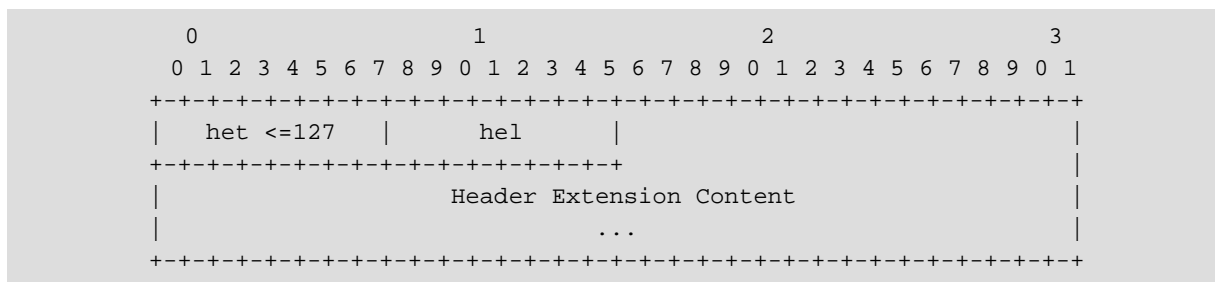 0                   1                   2                   3
0 1 2 3 4 5 6 7 8 9 0 1 2 3 4 5 6 7 8 9 0 1 2 3 4 5 6 7 8 9 0 1
+-+-+-+-+-+-+-+-+-+-+-+-+-+-+-+-+-+-+-+-+-+-+-+-+-+-+-+-+-+-+-+-+
|   het <=127   |      hel      |                               |
+-+-+-+-+-+-+-+-+-+-+-+-+-+-+-+-+                               |
|                    Header Extension Content                   |
|                              ...                              |
+-+-+-+-+-+-+-+-+-+-+-+-+-+-+-+-+-+-+-+-+-+-+-+-+-+-+-+-+-+-+-+-+